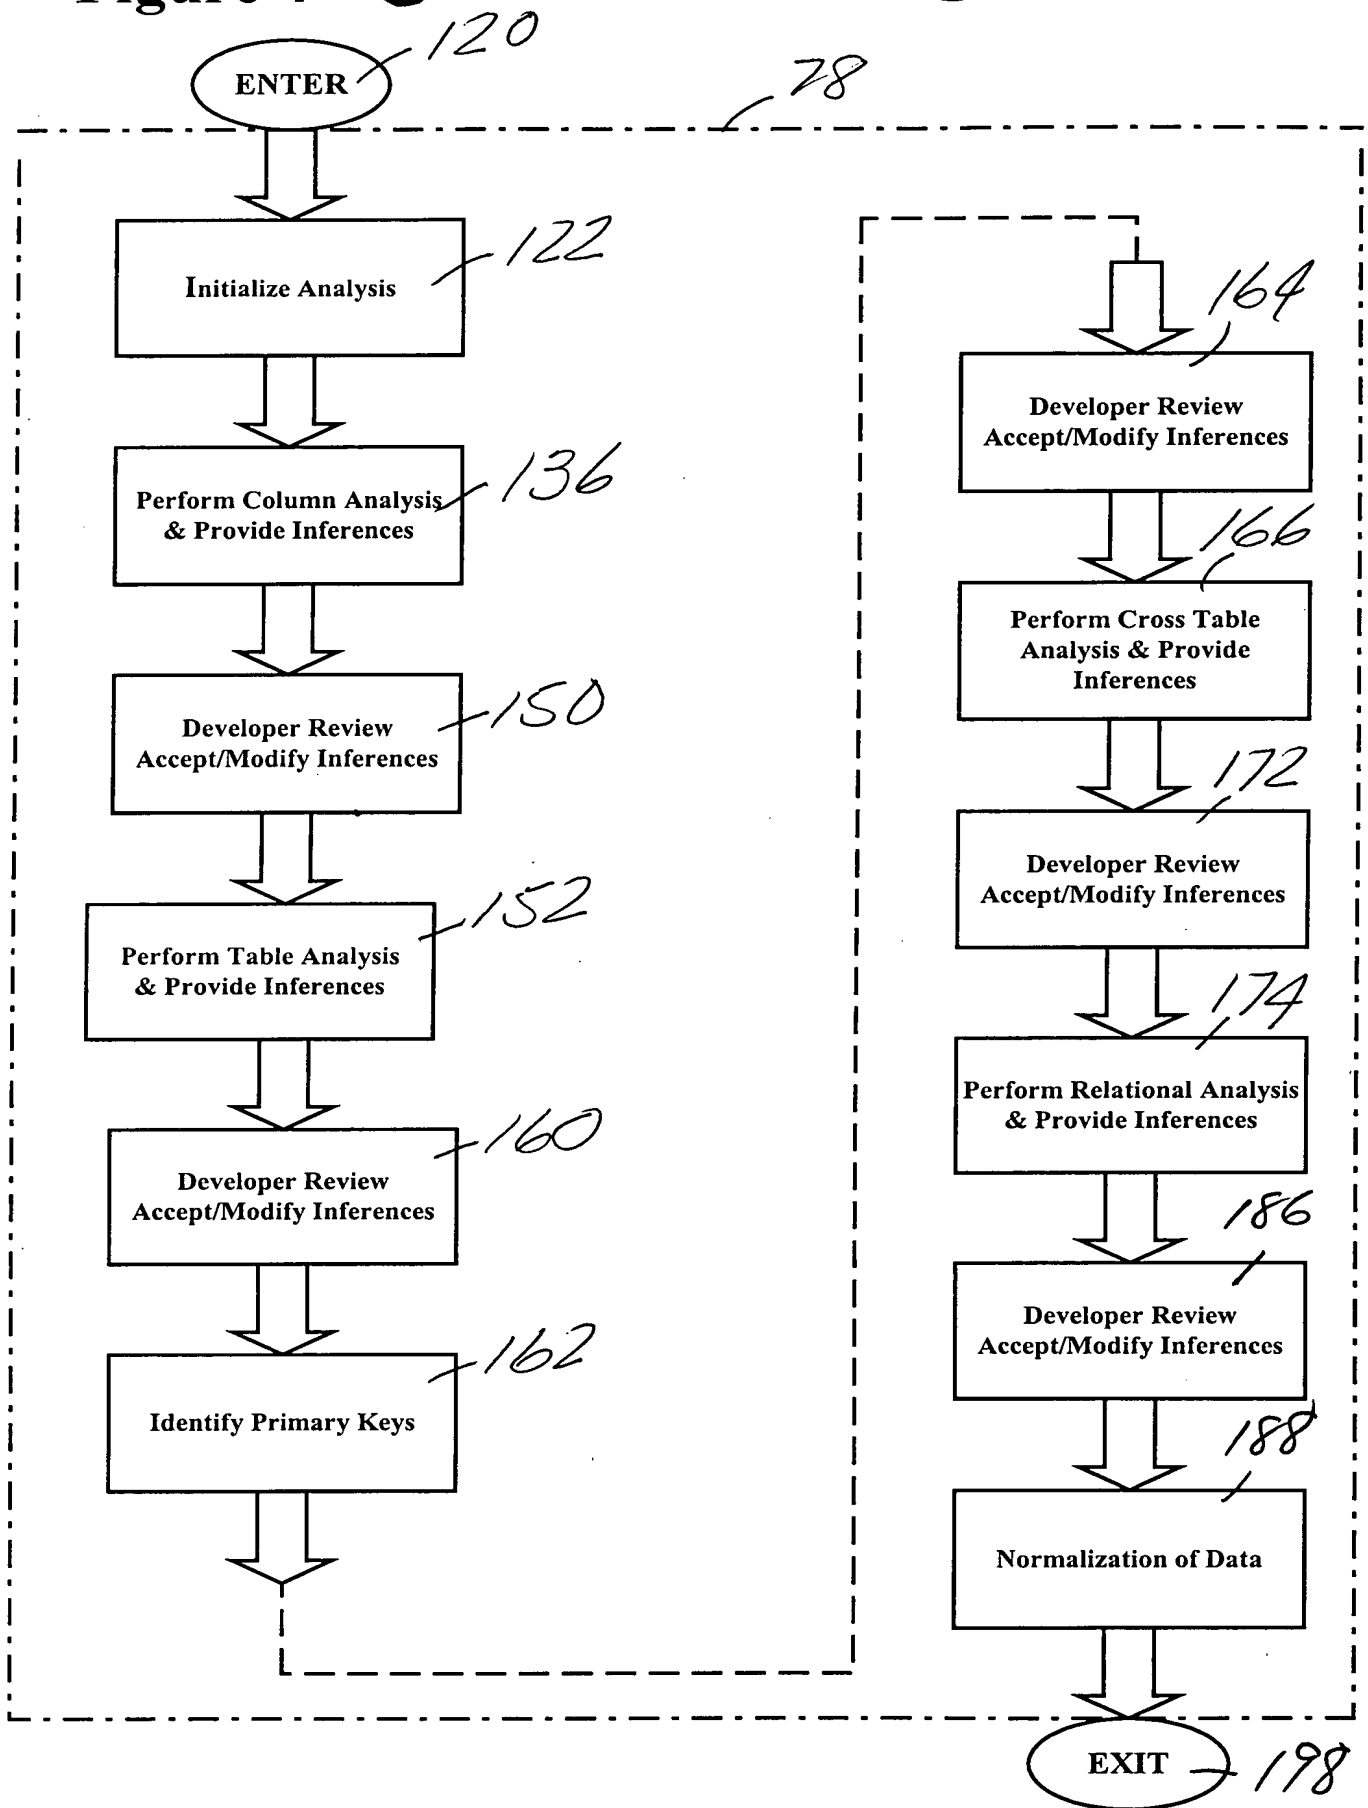 120
ENTER
28
Initialize Analysis
122
Perform Column Analysis
& Provide Inferences
136
Developer Review
Accept/Modify Inferences
150
Perform Table Analysis
& Provide Inferences
152
Developer Review
Accept/Modify Inferences
160
Identify Primary Keys
162
164
Developer Review
Accept/Modify Inferences
166
Perform Cross Table
Analysis & Provide
Inferences
172
Developer Review
Accept/Modify Inferences
174
Perform Relational Analysis
& Provide Inferences
186
Developer Review
Accept/Modify Inferences
188
Normalization of Data
EXIT
198